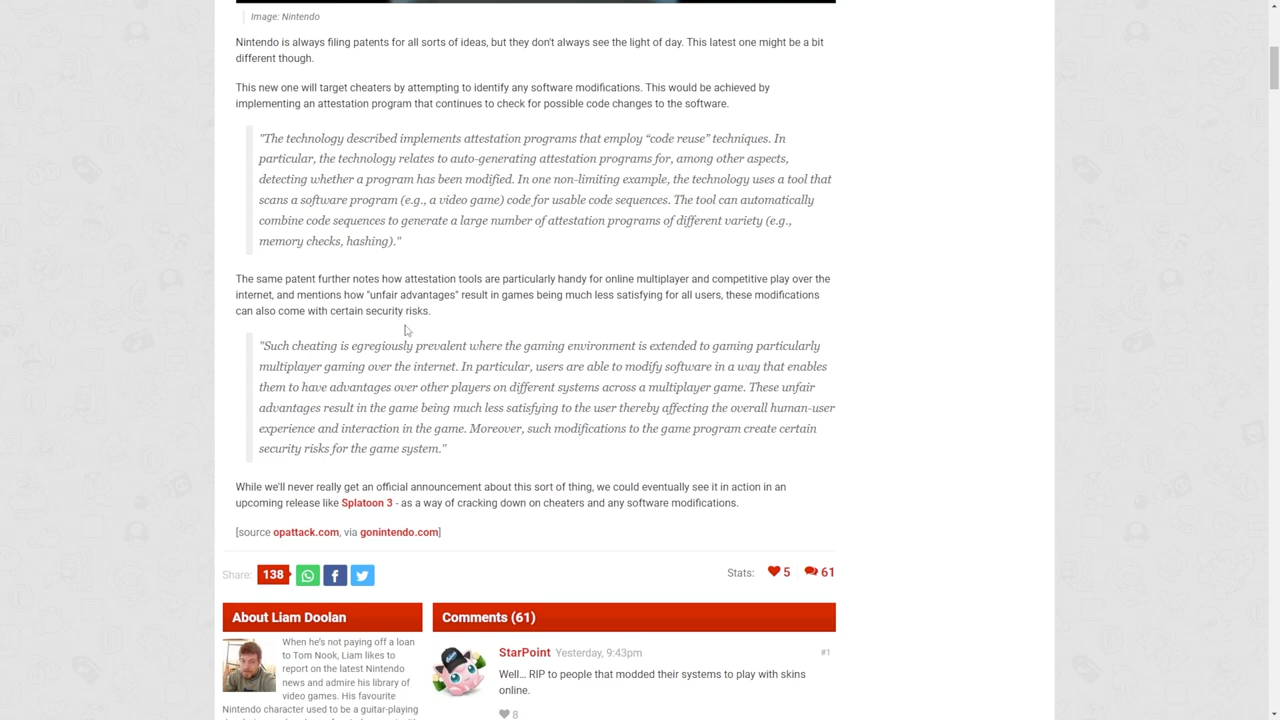 Image: Nintendo
Nintendo is always filing patents for all sorts of ideas, but they don't always see the light of day. This latest one might be a bit
different though.
This new one will target cheaters by attempting to identify any software modifications. This would be achieved by
implementing an attestation program that continues to check for possible code changes to the software.
"The technology described implements attestation programs that employ “code reuse” techniques. In
particular, the technology relates to auto-generating attestation programs for, among other aspects,
detecting whether a program has been modified. In one non-limiting example, the technology uses a tool that
scans a software program (e.g., a video game) code for usable code sequences. The tool can automatically
combine code sequences to generate a large number of attestation programs of different variety (e.g.,
memory checks, hashing)."
The same patent further notes how attestation tools are particularly handy for online multiplayer and competitive play over the
internet, and mentions how "unfair advantages" result in games being much less satisfying for all users, these modifications
can also come with certain security risks.
"Such cheating is egregiously prevalent where the gaming environment is extended to gaming particularly
multiplayer gaming over the internet. In particular, users are able to modify software in a way that enables
them to have advantages over other players on different systems across a multiplayer game. These unfair
advantages result in the game being much less satisfying to the user thereby affecting the overall human-user
experience and interaction in the game. Moreover, such modifications to the game program create certain
security risks for the game system."
While we'll never really get an official announcement about this sort of thing, we could eventually see it in action in an
upcoming release like Splatoon 3 - as a way of cracking down on cheaters and any software modifications.
[source opattack.com, via gonintendo.com]
Share: 138
Stats: 5 61
About Liam Doolan
When he's not paying off a loan
to Tom Nook, Liam likes to
report on the latest Nintendo
news and admire his library of
video games. His favourite
Nintendo character used to be a guitar-playing
Comments (61)
StarPoint Yesterday, 9:43pm #1
Well... RIP to people that modded their systems to play with skins
online.
8